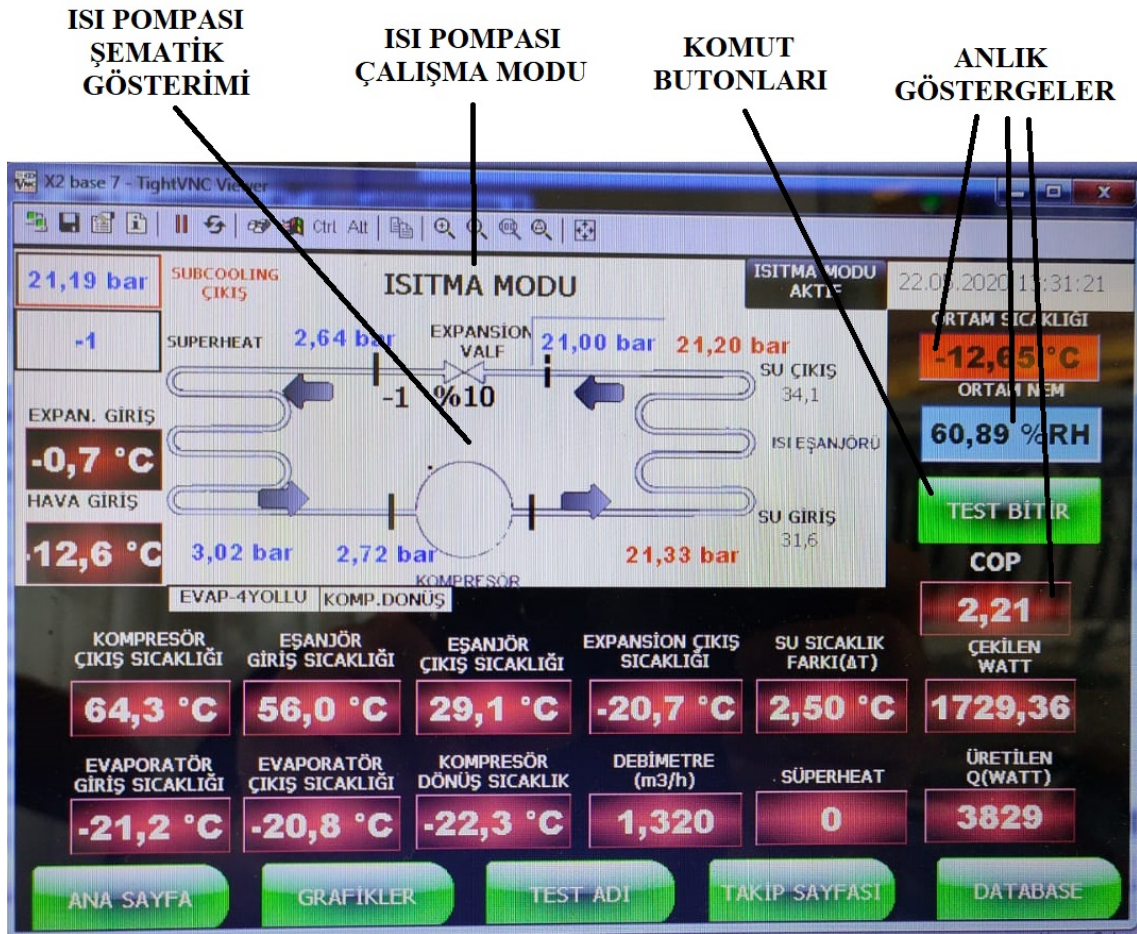 ISI POMPASI
ŞEMATİK
GÖSTERİMİ
ISI POMPASI
ÇALIŞMA MODU
KOMUT
BUTONLARI
ANLIK
GÖSTERGELER
X2 base 7 - TightVNC Viewer
Ctrl Alt
21,19 bar
SUBCOOLING
ÇIKIŞ
ISITMA MODU
ISITMA MODU
AKTİF
13:31:21
-1
SUPERHEAT
2,64 bar
EXPANSİON
VALF
21,00 bar
21,20 bar
SU ÇIKIŞ
34,1
-1
%10
ISI EŞANJÖRÜ
EXPAN. GİRİŞ
-0,7 °C
HAVA GİRİŞ
-12,6 °C
3,02 bar
2,72 bar
KOMPRESÖR
21,33 bar
SU GİRİŞ
31,6
EVAP-4YOLLU
KOMP.DONÜŞ
ORTAM SICAKLIĞI
-12,65 °C
ORTAM NEM
60,89 %RH
TEST BİTİR
COP
2,21
KOMPRESÖR
ÇIKIŞ SICAKLIĞI
64,3 °C
EŞANJÖR
GİRİŞ SICAKLIĞI
56,0 °C
EŞANJÖR
ÇIKIŞ SICAKLIĞI
29,1 °C
EXPANSİON ÇIKIŞ
SICAKLIĞI
-20,7 °C
SU SICAKLIK
FARKI(ΔT)
2,50 °C
ÇEKİLEN
WATT
1729,36
EVAPORATÖR
GİRİŞ SICAKLIĞI
-21,2 °C
EVAPORATÖR
ÇIKIŞ SICAKLIĞI
-20,8 °C
KOMPRESÖR
DÖNÜŞ SICAKLIK
-22,3 °C
DEBİMETRE
(m3/h)
1,320
SÜPERHEAT
0
ÜRETİLEN
Q(WATT)
3829
ANA SAYFA
GRAFİKLER
TEST ADI
TAKİP SAYFASI
DATABASE